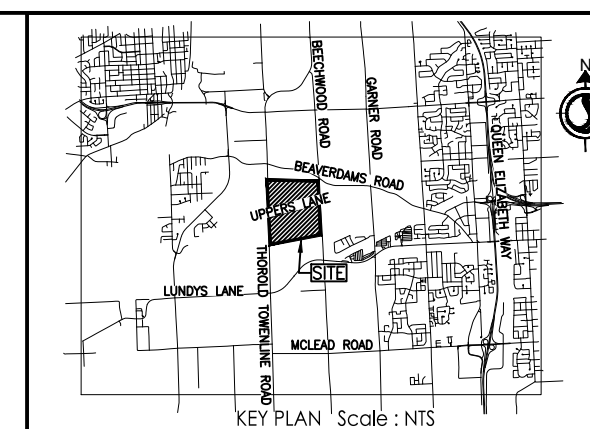 BEECHWOOD ROAD
GARNER ROAD
N
QUEEN ELIZABETH WAY
BEAVERDAMS ROAD
UPPERS LANE
THOROLD TOWENLINE ROAD
SITE
LUNDYS LANE
MCLEAD ROAD
KEY PLAN Scale : NTS